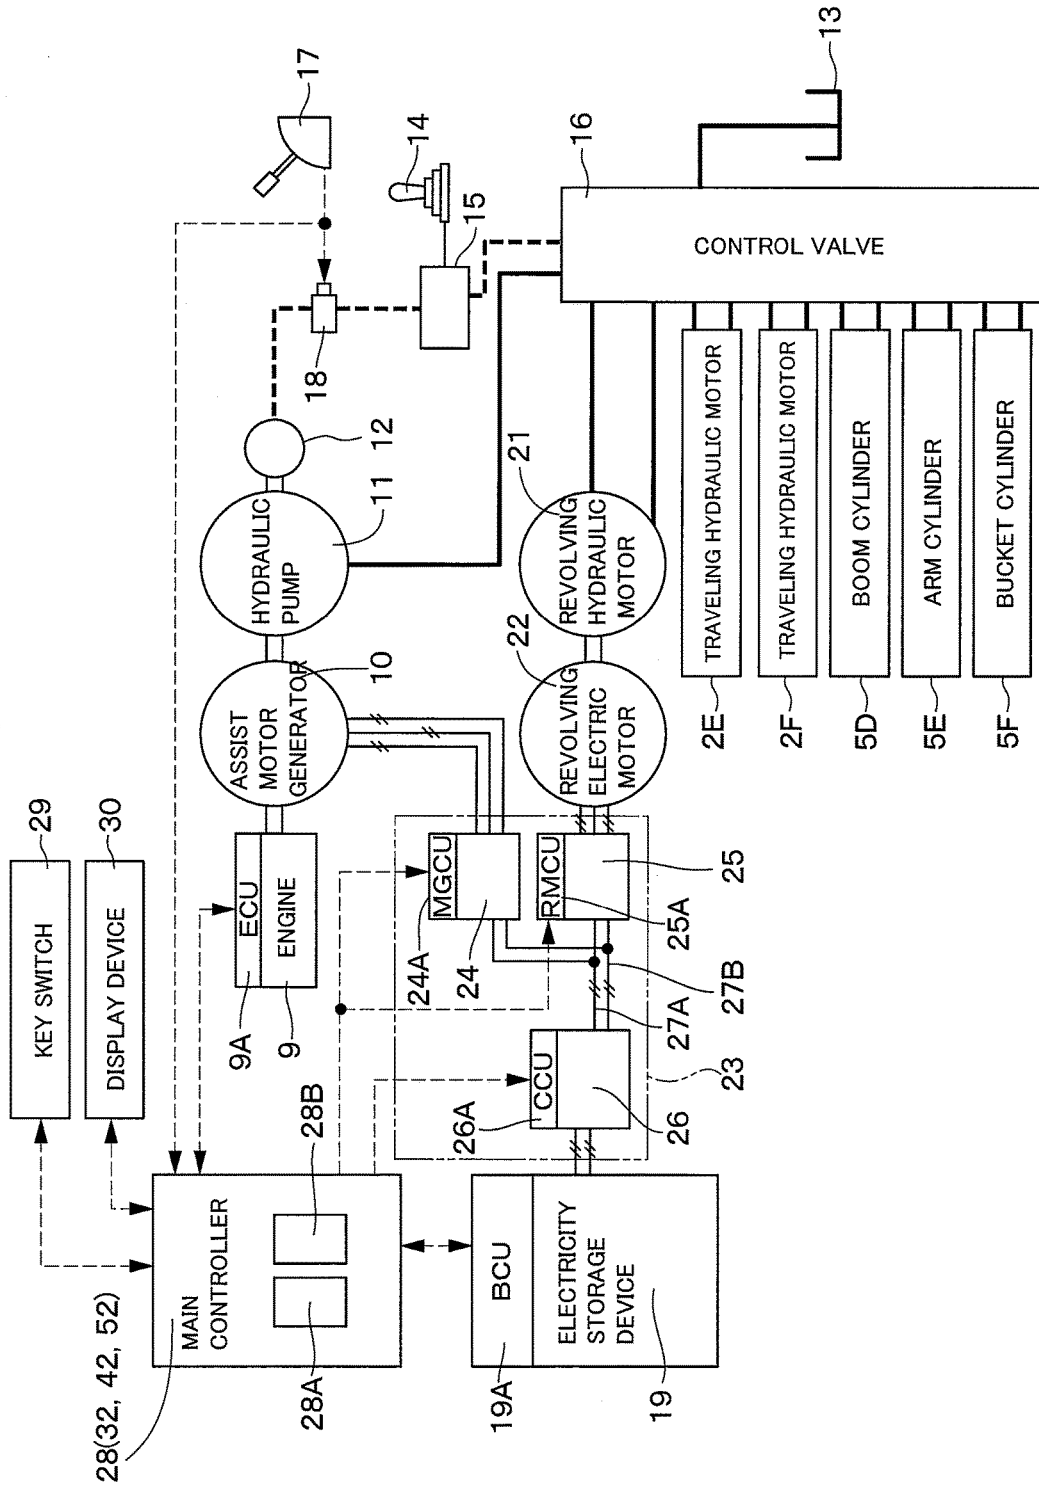 29
KEY SWITCH
30
DISPLAY DEVICE
28(32, 42, 52)
MAIN
CONTROLLER
28A
28B
9A
ECU
ENGINE
9
ASSIST
MOTOR
GENERATOR
10
HYDRAULIC
PUMP
11
12
18
17
14
15
16
CONTROL VALVE
13
19A
BCU
ELECTRICITY
STORAGE
DEVICE
19
26A
CCU
26
23
27A
27B
24A
MGCU
24
RMCU
25A
25
REVOLVING
ELECTRIC
MOTOR
22
REVOLVING
HYDRAULIC
MOTOR
21
2E
TRAVELING HYDRAULIC MOTOR
2F
TRAVELING HYDRAULIC MOTOR
5D
BOOM CYLINDER
5E
ARM CYLINDER
5F
BUCKET CYLINDER